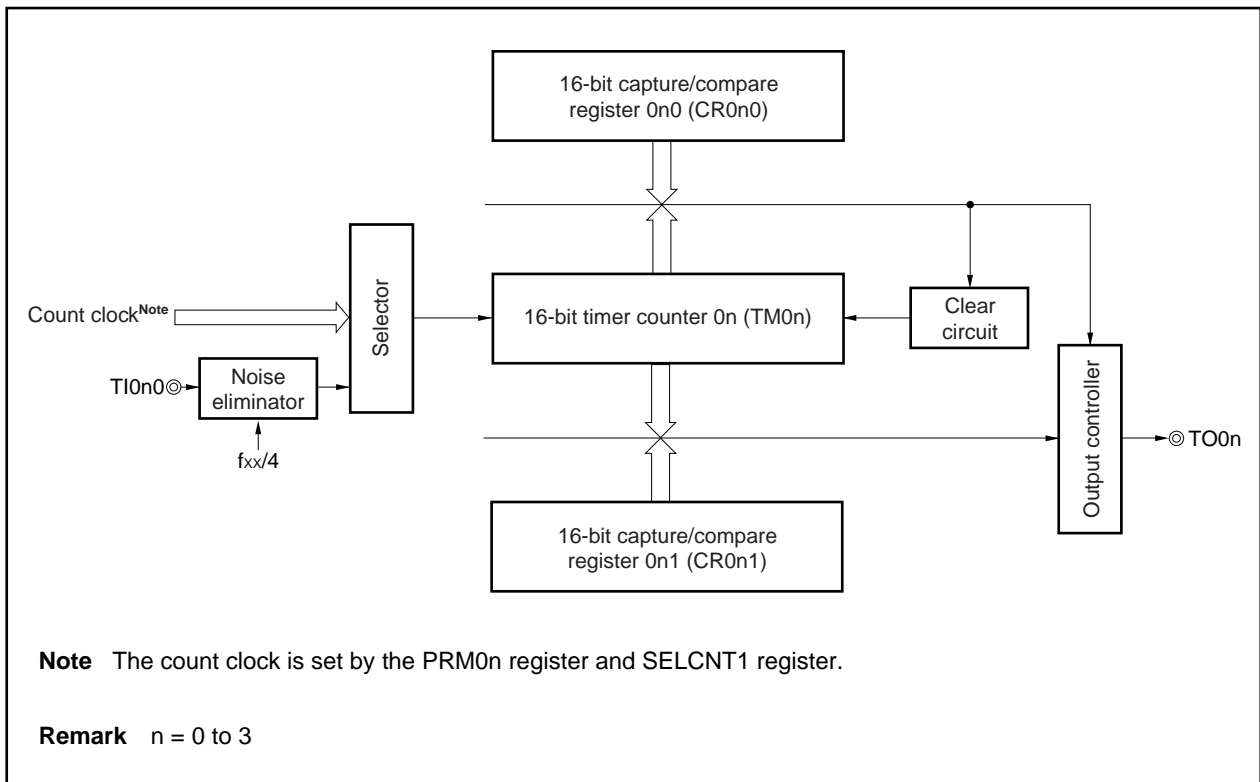 16-bit capture/compare
register 0n0 (CR0n0)
Selector
Count clockNote
16-bit timer counter 0n (TM0n)
Clear
circuit
TI0n0
Noise
eliminator
fxx/4
Output controller
TO0n
16-bit capture/compare
register 0n1 (CR0n1)
Note The count clock is set by the PRM0n register and SELCNT1 register.
Remark n = 0 to 3